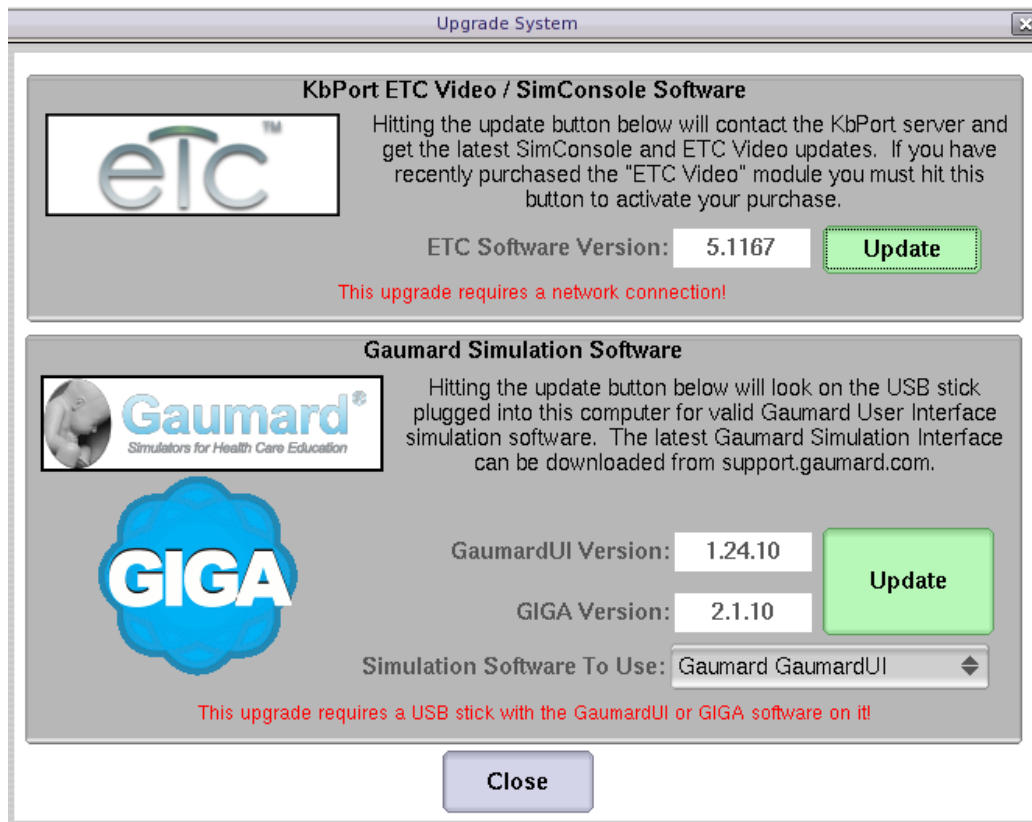 Upgrade System
KbPort ETC Video / SimConsole Software
eTc™
Hitting the update button below will contact the KbPort server and
get the latest SimConsole and ETC Video updates. If you have
recently purchased the "ETC Video" module you must hit this
button to activate your purchase.
ETC Software Version: 5.1167 Update
This upgrade requires a network connection!
Gaumard Simulation Software
Gaumard®
Simulators for Health Care Education
Hitting the update button below will look on the USB stick
plugged into this computer for valid Gaumard User Interface
simulation software. The latest Gaumard Simulation Interface
can be downloaded from support.gaumard.com.
GIGA
GaumardUI Version: 1.24.10
Update
GIGA Version: 2.1.10
Simulation Software To Use: Gaumard GaumardUI
This upgrade requires a USB stick with the GaumardUI or GIGA software on it!
Close